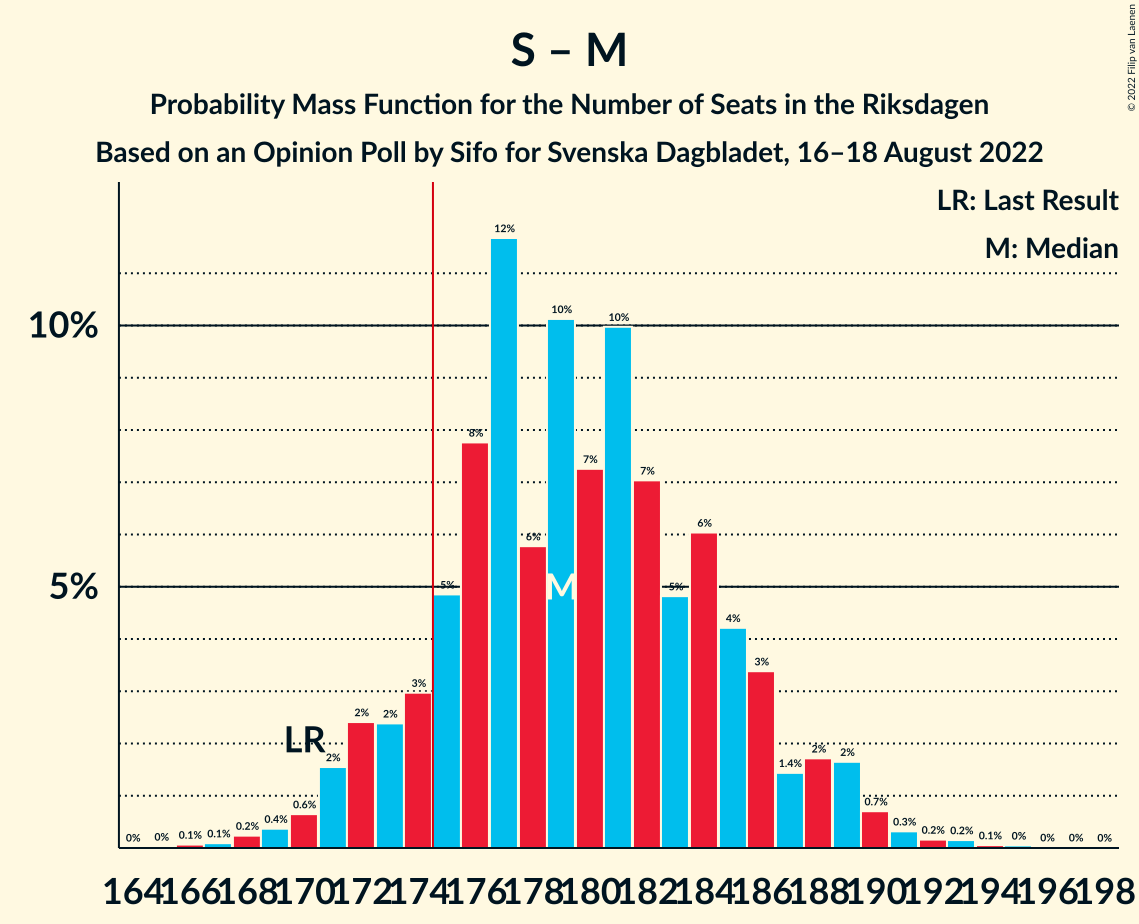 © 2022 Filip van Laenen
S – M
Probability Mass Function for the Number of Seats in the Riksdagen
Based on an Opinion Poll by Sifo for Svenska Dagbladet, 16–18 August 2022
LR: Last Result
M: Median
10%
5%
0% 0% 0.1% 0.1% 0.2% 0.4% 0.6% 2% 2% 2% 3% 5% 8% 12% 6% 10% 7% 10% 7% 5% 6% 4% 3% 1.4% 2% 2% 0.7% 0.3% 0.2% 0.2% 0.1% 0% 0% 0% 0%
LR
M
164 166 168 170 172 174 176 178 180 182 184 186 188 190 192 194 196 198